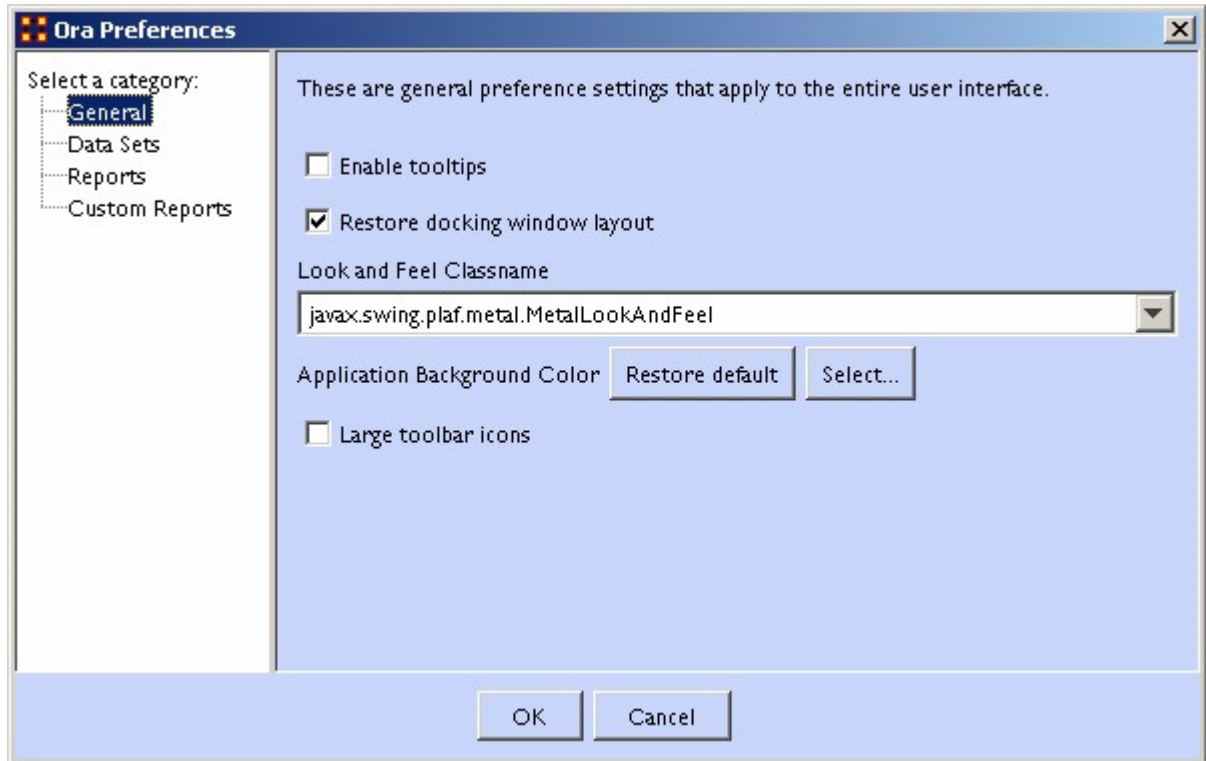 Ora Preferences
Select a category:
General
Data Sets
Reports
Custom Reports
These are general preference settings that apply to the entire user interface.
Enable tooltips
Restore docking window layout
Look and Feel Classname
javax.swing.plaf.metal.MetalLookAndFeel
Application Background Color Restore default Select...
Large toolbar icons
OK Cancel